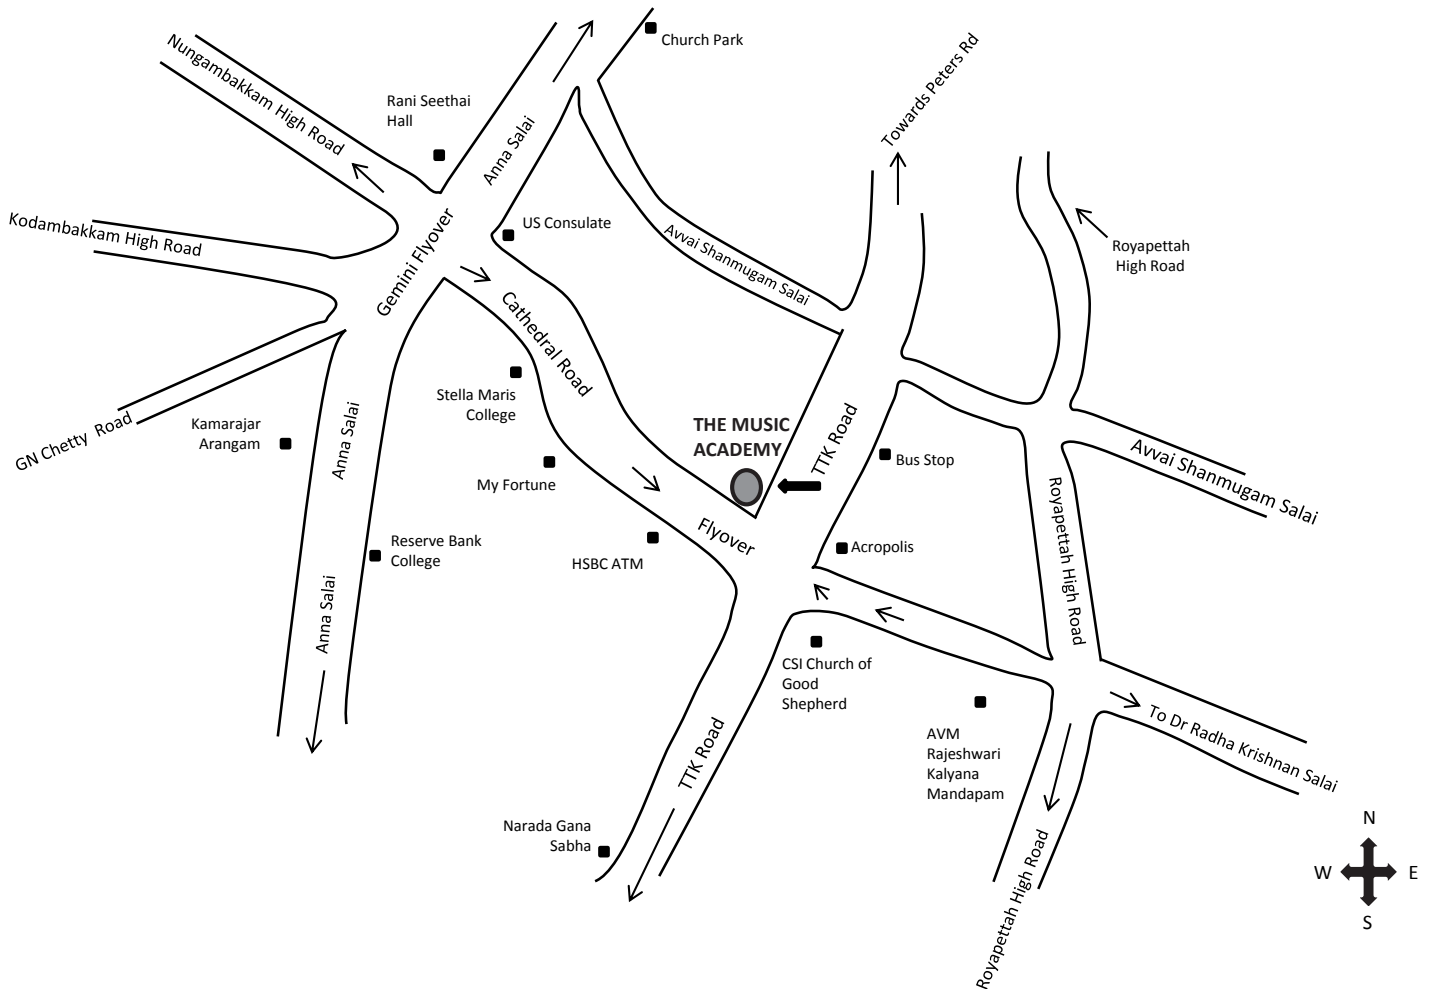 Church Park
Nungambakkam High Road
Towards Peters Rd
Rani Seethai
Hall
Anna Salai
US Consulate
Kodambakkam High Road
Gemini Flyover
Avvai Shanmugam Salai
Royapettah
High Road
Cathedral Road
Stella Maris
College
GN Chetty Road
Kamarajar
Arangam
Anna Salai
THE MUSIC
ACADEMY
TTK Road
Bus Stop
Avvai Shanmugam Salai
My Fortune
Flyover
Reserve Bank
College
HSBC ATM
Acropolis
Royapettah High Road
Anna Salai
CSI Church of
Good
Shepherd
AVM
Rajeshwari
Kalyana
Mandapam
To Dr Radha Krishnan Salai
TTK Road
Narada Gana
Sabha
Royapettah High Road
N
W
E
S